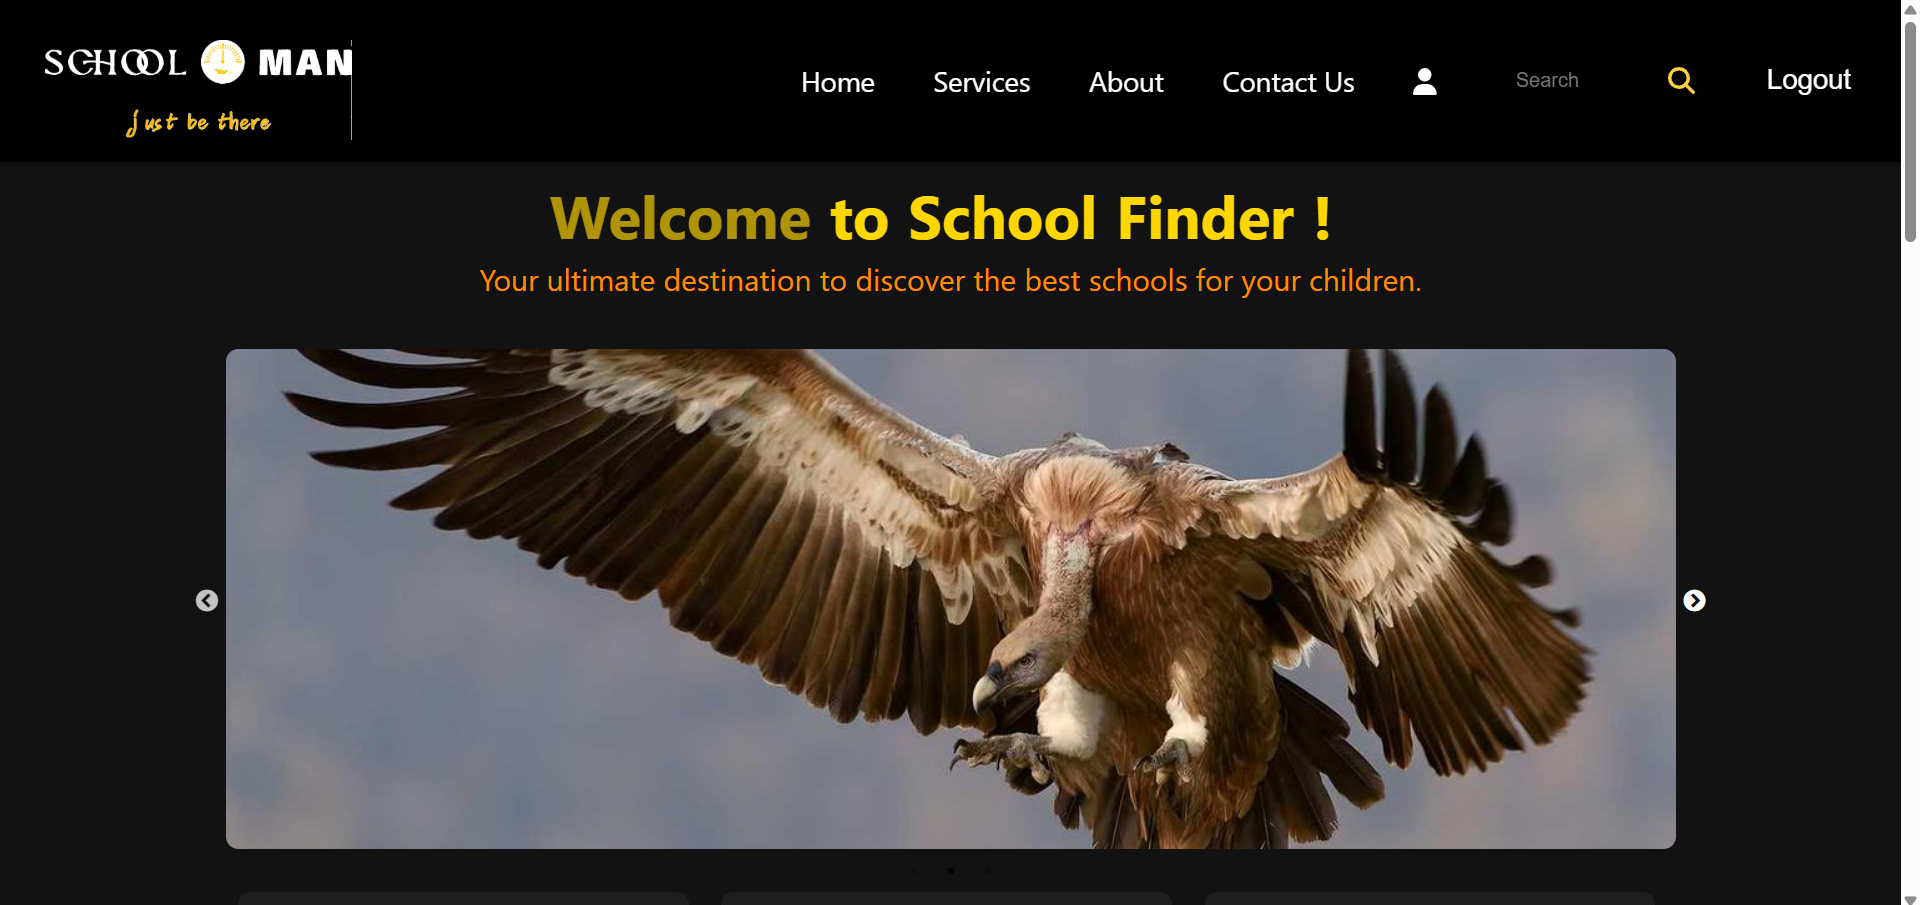 SCHOOL MAN
just be there
Home Services About Contact Us Search Logout
Welcome to School Finder !
Your ultimate destination to discover the best schools for your children.